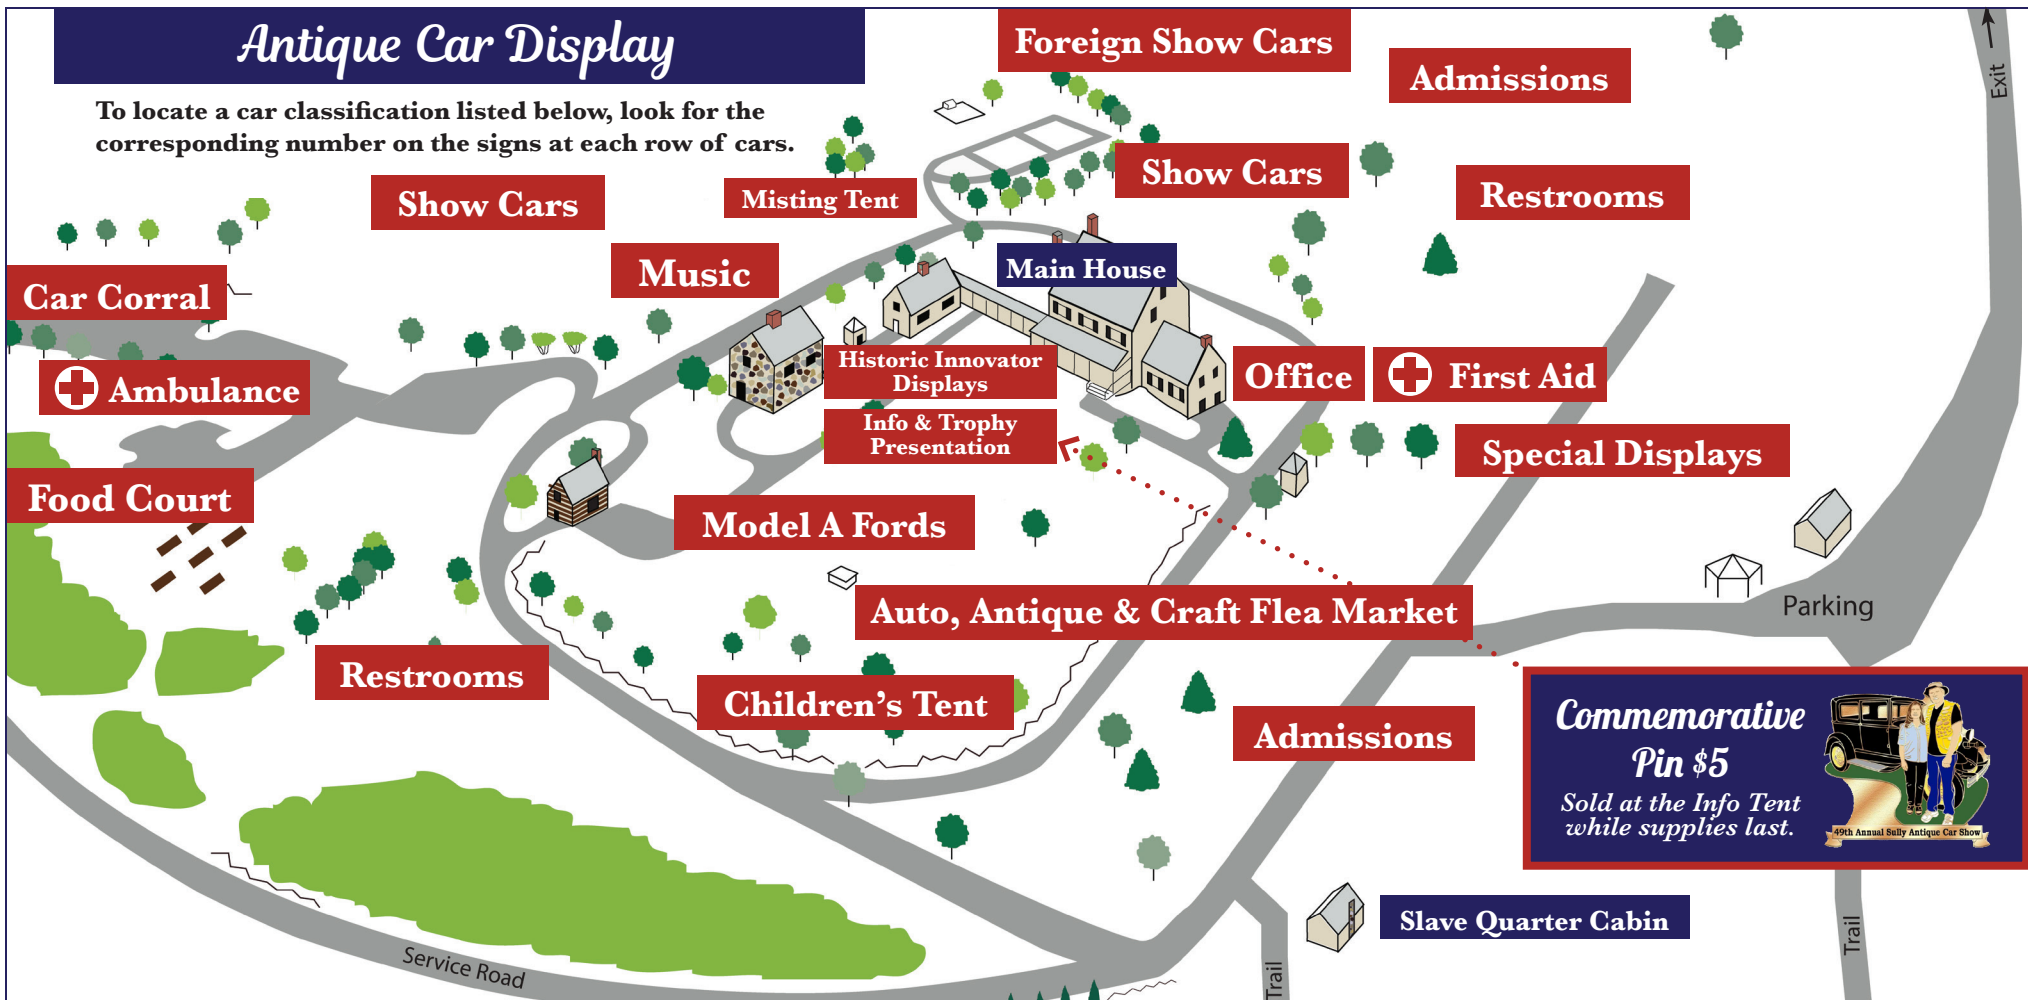 Antique Car Display
To locate a car classification listed below, look for the
corresponding number on the signs at each row of cars.
Foreign Show Cars
Admissions
Exit
Show Cars
Misting Tent
Show Cars
Restrooms
Music
Main House
Car Corral
Ambulance
Historic Innovator
Displays
Office
First Aid
Info & Trophy
Presentation
Special Displays
Food Court
Model A Fords
Auto, Antique & Craft Flea Market
Parking
Restrooms
Children's Tent
Admissions
Commemorative
Pin $5
Sold at the Info Tent
while supplies last.
49th Annual Sully Antique Car Show
Slave Quarter Cabin
Service Road
Trail
Trail